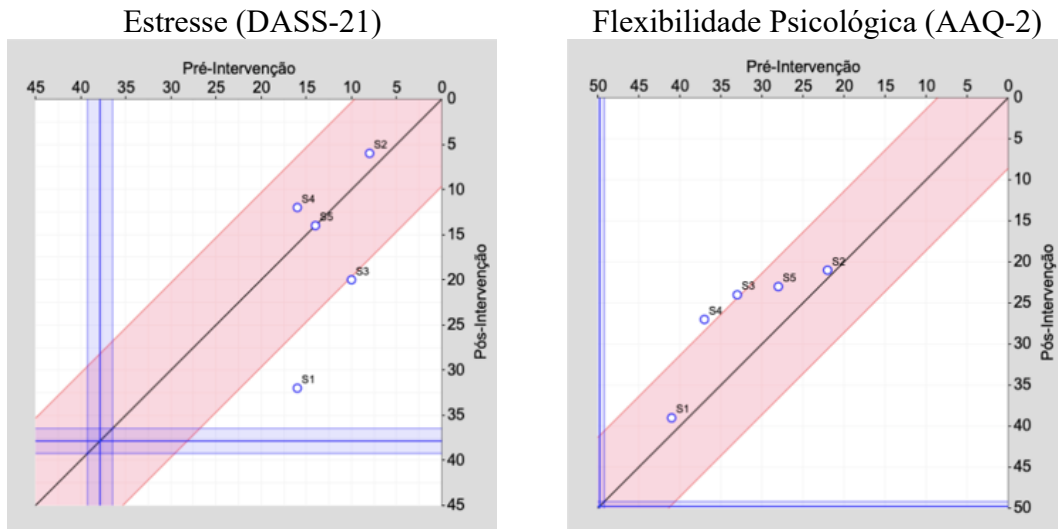 Estresse (DASS-21)
Pré-Intervenção
45 40 35 30 25 20 15 10 5 0
0
5
10
15
20
25
30
35
40
45
Pós-Intervenção
S2
S4
S5
S3
S1
Flexibilidade Psicológica (AAQ-2)
Pré-Intervenção
50 45 40 35 30 25 20 15 10 5 0
0
5
10
15
20
25
30
35
40
45
50
Pós-Intervenção
S2
S5
S3
S4
S1